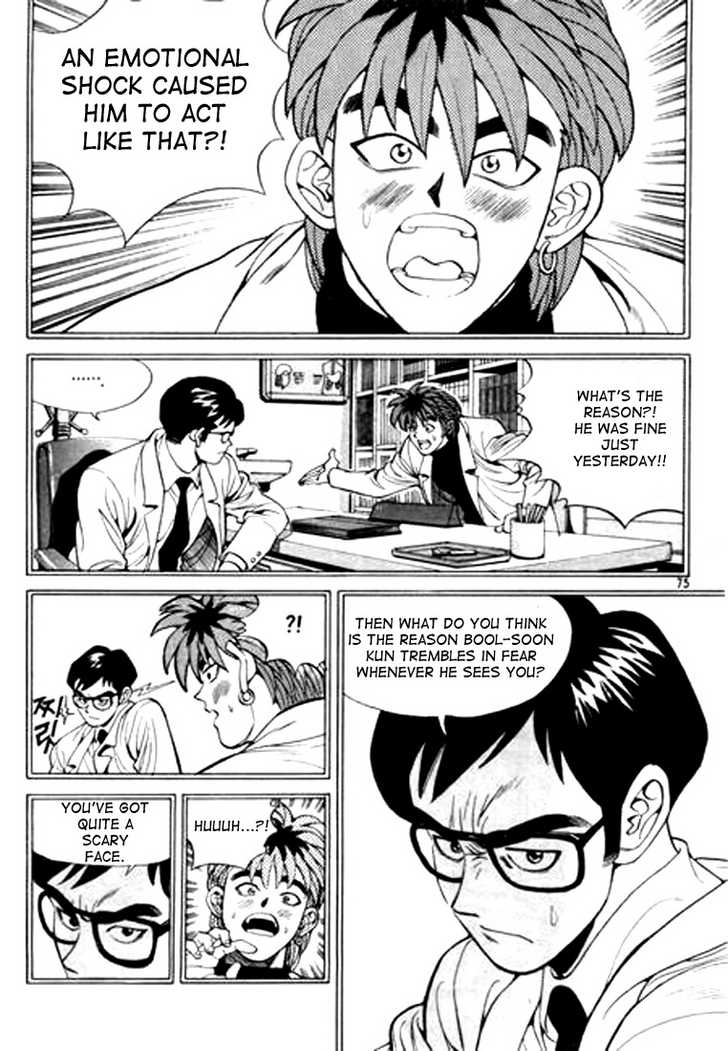 AN EMOTIONAL
SHOCK CAUSED
HIM TO ACT
LIKE THAT?!
......
WHAT'S THE
REASON?!
HE WAS FINE
JUST
YESTERDAY!!
75
?!
찌릿
THEN WHAT DO YOU THINK
IS THE REASON BOOL-SOON
KUN TREMBLES IN FEAR
WHENEVER HE SEES YOU?
YOU'VE GOT
QUITE A
SCARY
FACE.
HUUUH...?!